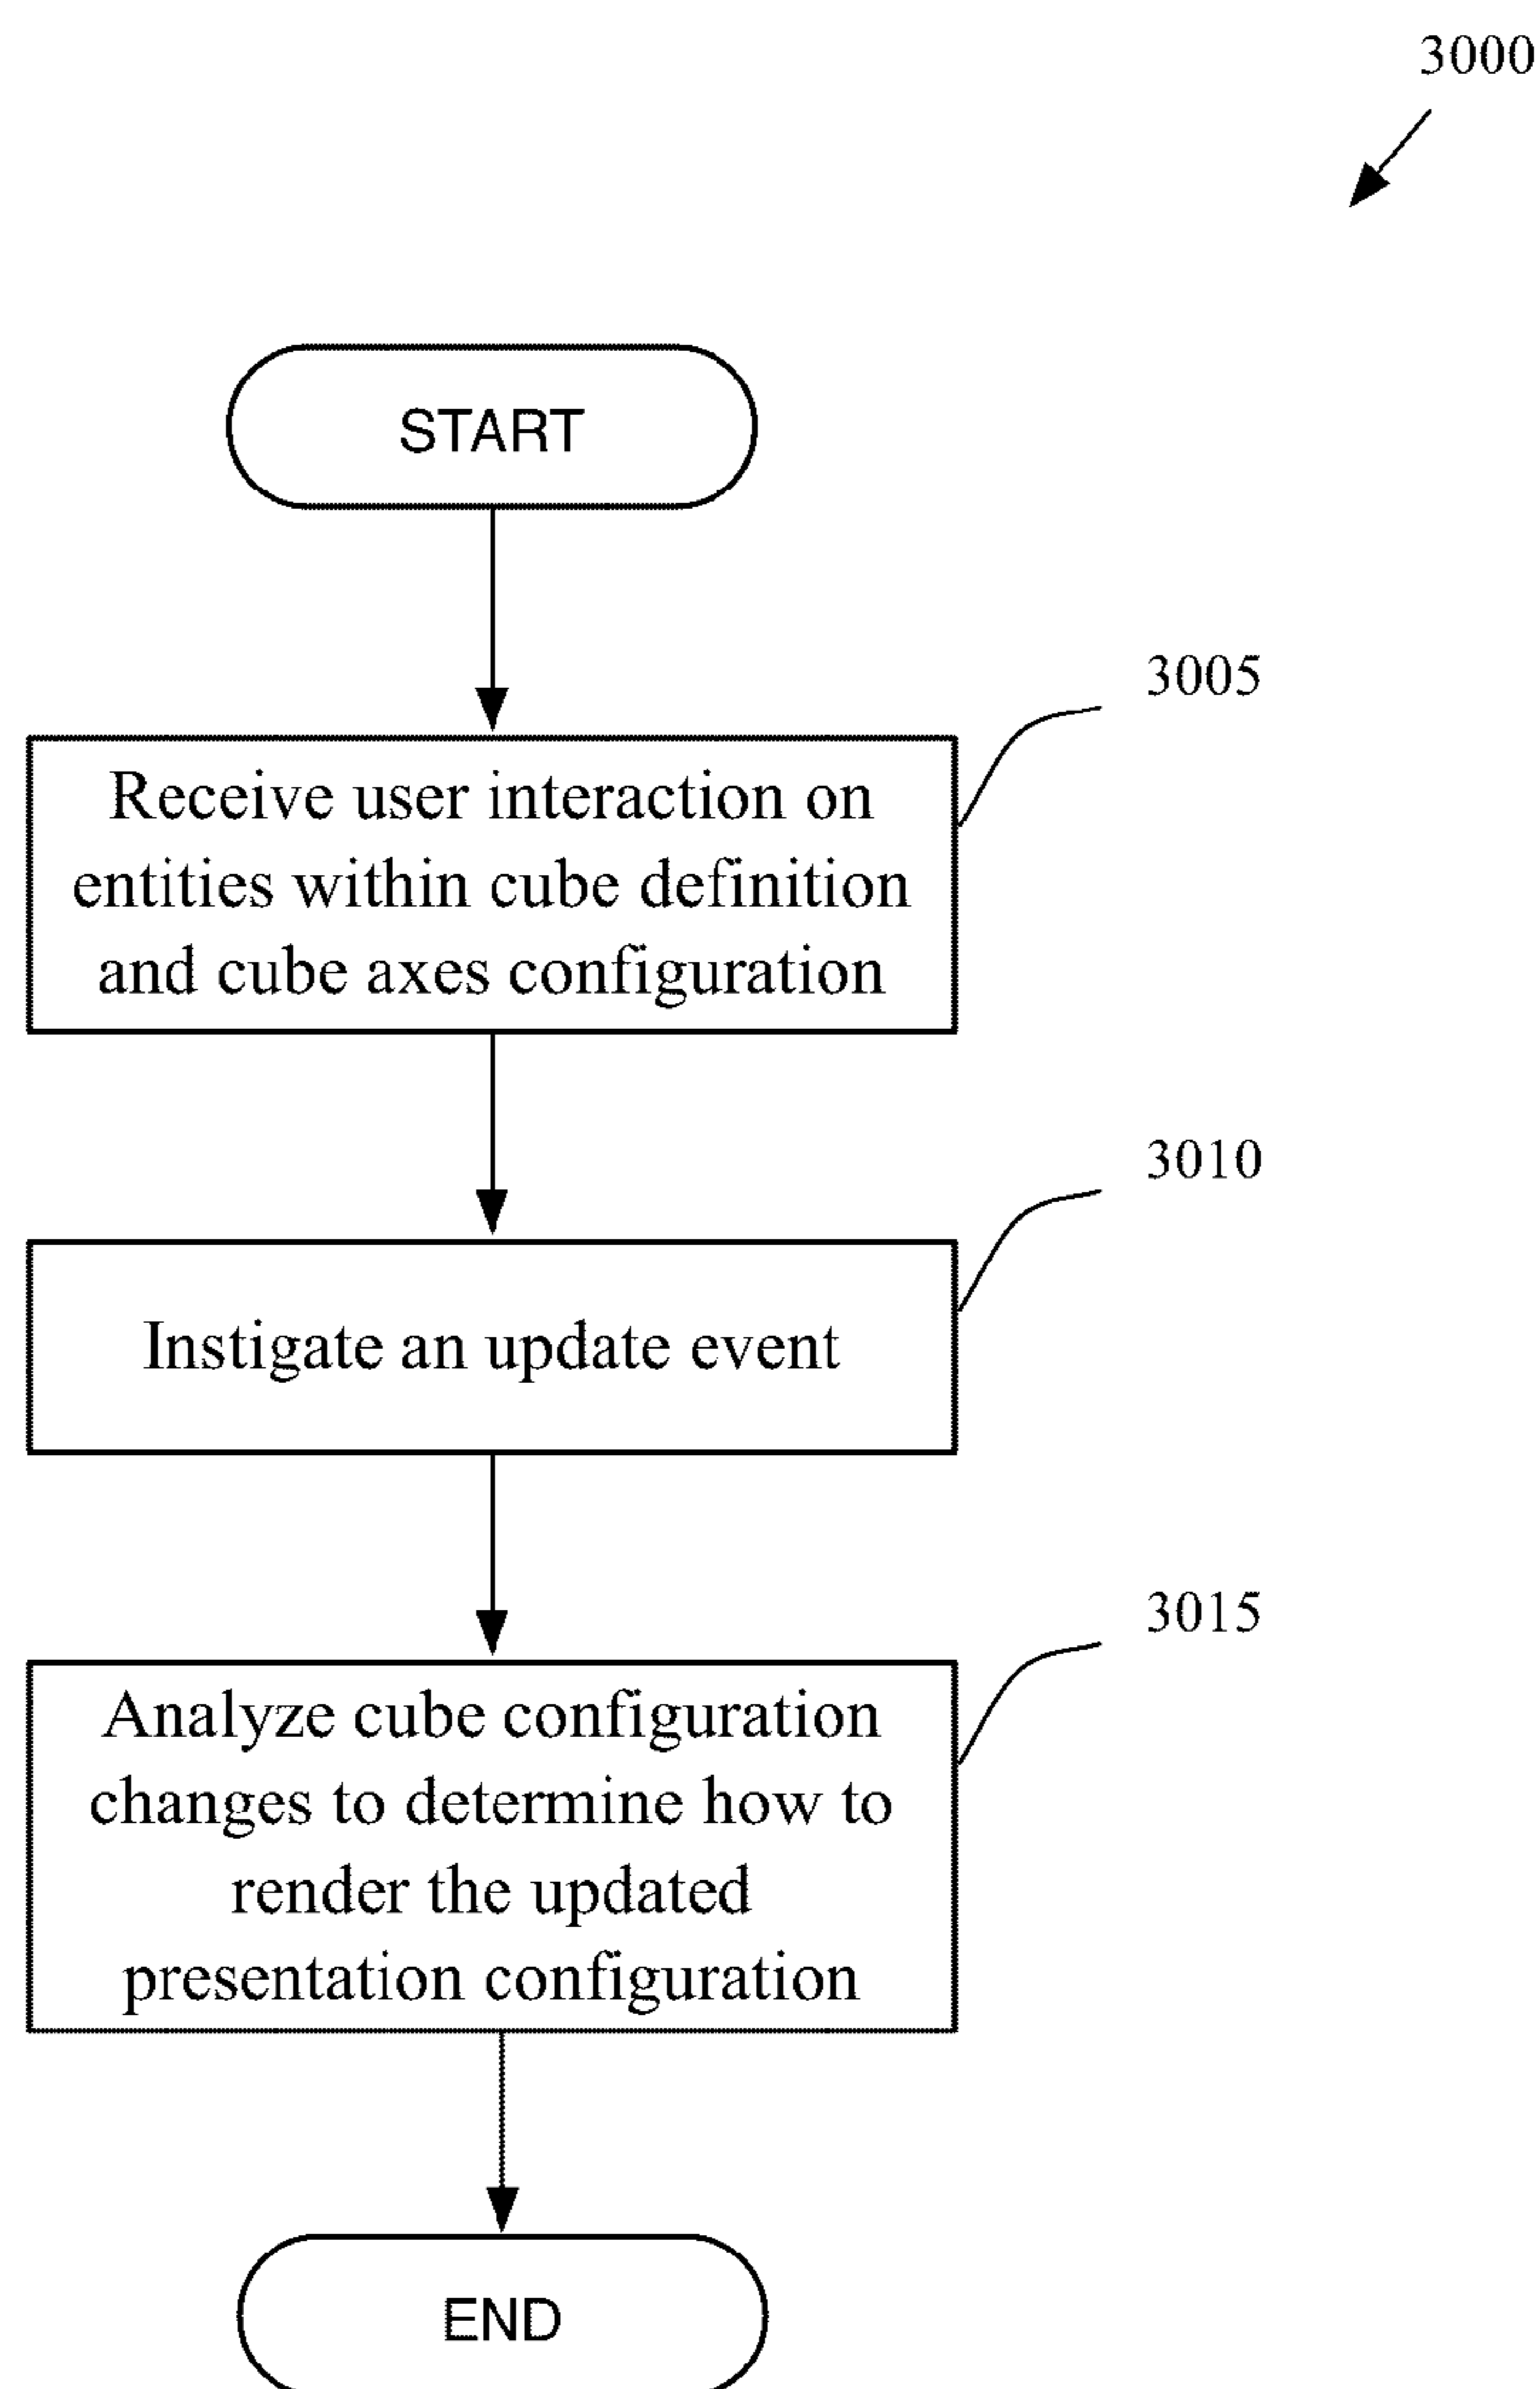 3000
START
3005
Receive user interaction on
entities within cube definition
and cube axes configuration
3010
Instigate an update event
3015
Analyze cube configuration
changes to determine how to
render the updated
presentation configuration
END